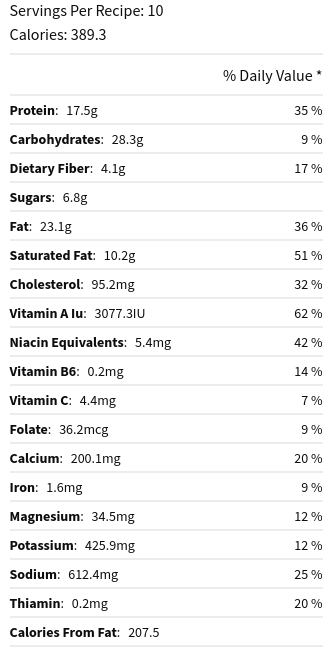 Servings Per Recipe: 10
Calories: 389.3
% Daily Value *
Protein: 17.5g 35 %
Carbohydrates: 28.3g 9 %
Dietary Fiber: 4.1g 17 %
Sugars: 6.8g
Fat: 23.1g 36 %
Saturated Fat: 10.2g 51 %
Cholesterol: 95.2mg 32 %
Vitamin A Iu: 3077.3IU 62 %
Niacin Equivalents: 5.4mg 42 %
Vitamin B6: 0.2mg 14 %
Vitamin C: 4.4mg 7 %
Folate: 36.2mcg 9 %
Calcium: 200.1mg 20 %
Iron: 1.6mg 9 %
Magnesium: 34.5mg 12 %
Potassium: 425.9mg 12 %
Sodium: 612.4mg 25 %
Thiamin: 0.2mg 20 %
Calories From Fat: 207.5